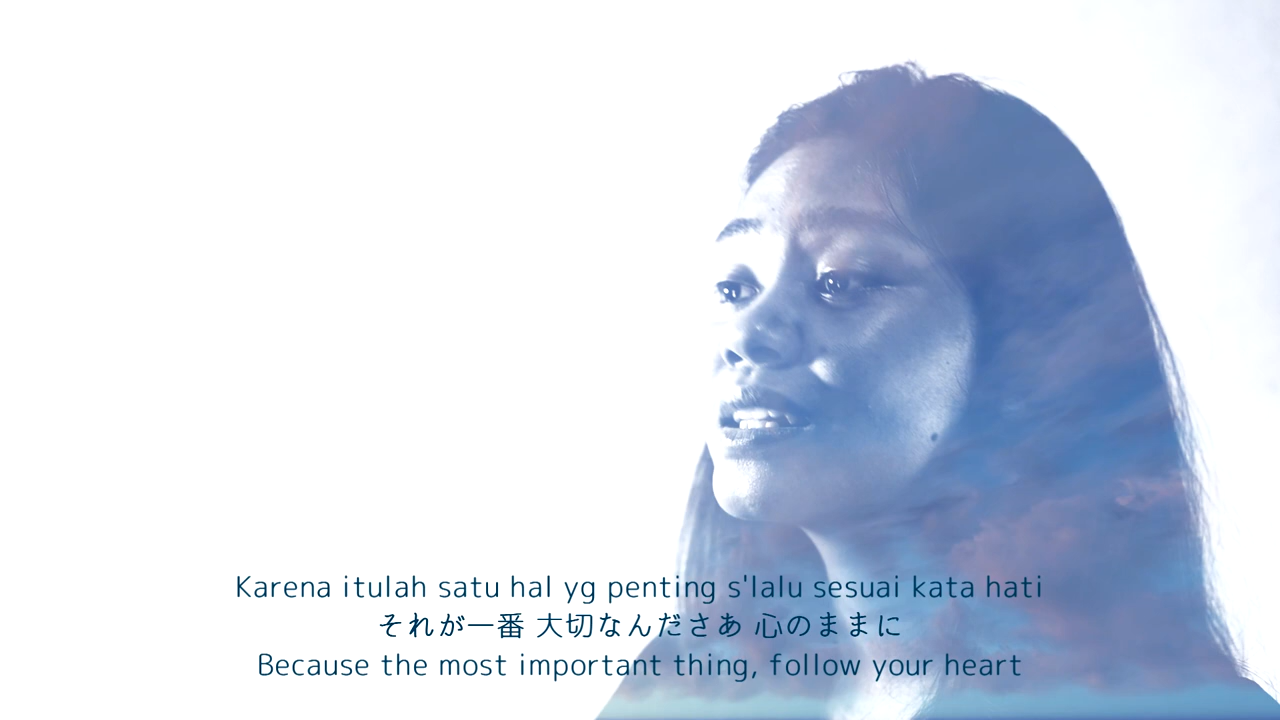 Karena itulah satu hal yg penting s'lalu sesuai kata hati
それが一番 大切なんださあ 心のままに
Because the most important thing, follow your heart